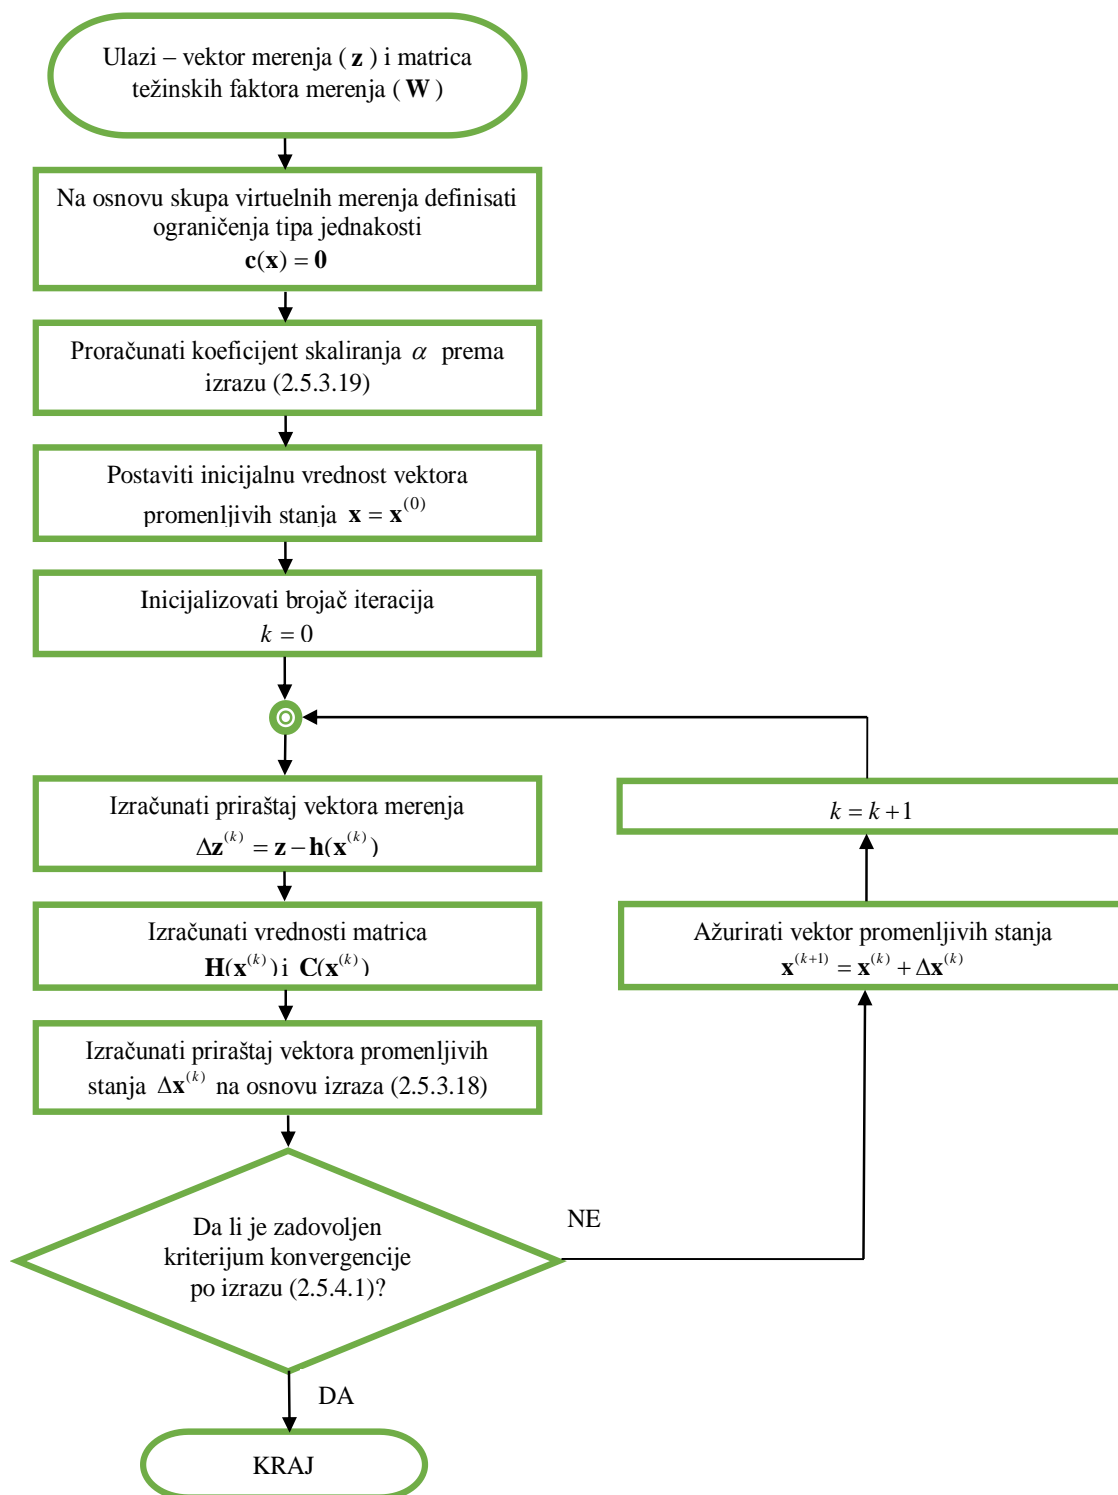 Ulazi – vektor merenja ( z ) i matrica
težinskih faktora merenja ( W )
Na osnovu skupa virtuelnih merenja definisati
ograničenja tipa jednakosti
c(x) = 0
Proračunati koeficijent skaliranja α prema
izrazu (2.5.3.19)
Postaviti inicijalnu vrednost vektora
promenljivih stanja x = x^(0)
Inicijalizovati brojač iteracija
k = 0
Izračunati priraštaj vektora merenja
Δz^(k) = z − h(x^(k))
Izračunati vrednosti matrica
H(x^(k)) i C(x^(k))
Izračunati priraštaj vektora promenljivih
stanja Δx^(k) na osnovu izraza (2.5.3.18)
Da li je zadovoljen
kriterijum konvergencije
po izrazu (2.5.4.1)?
NE
Ažurirati vektor promenljivih stanja
x^(k+1) = x^(k) + Δx^(k)
k = k +1
DA
KRAJ